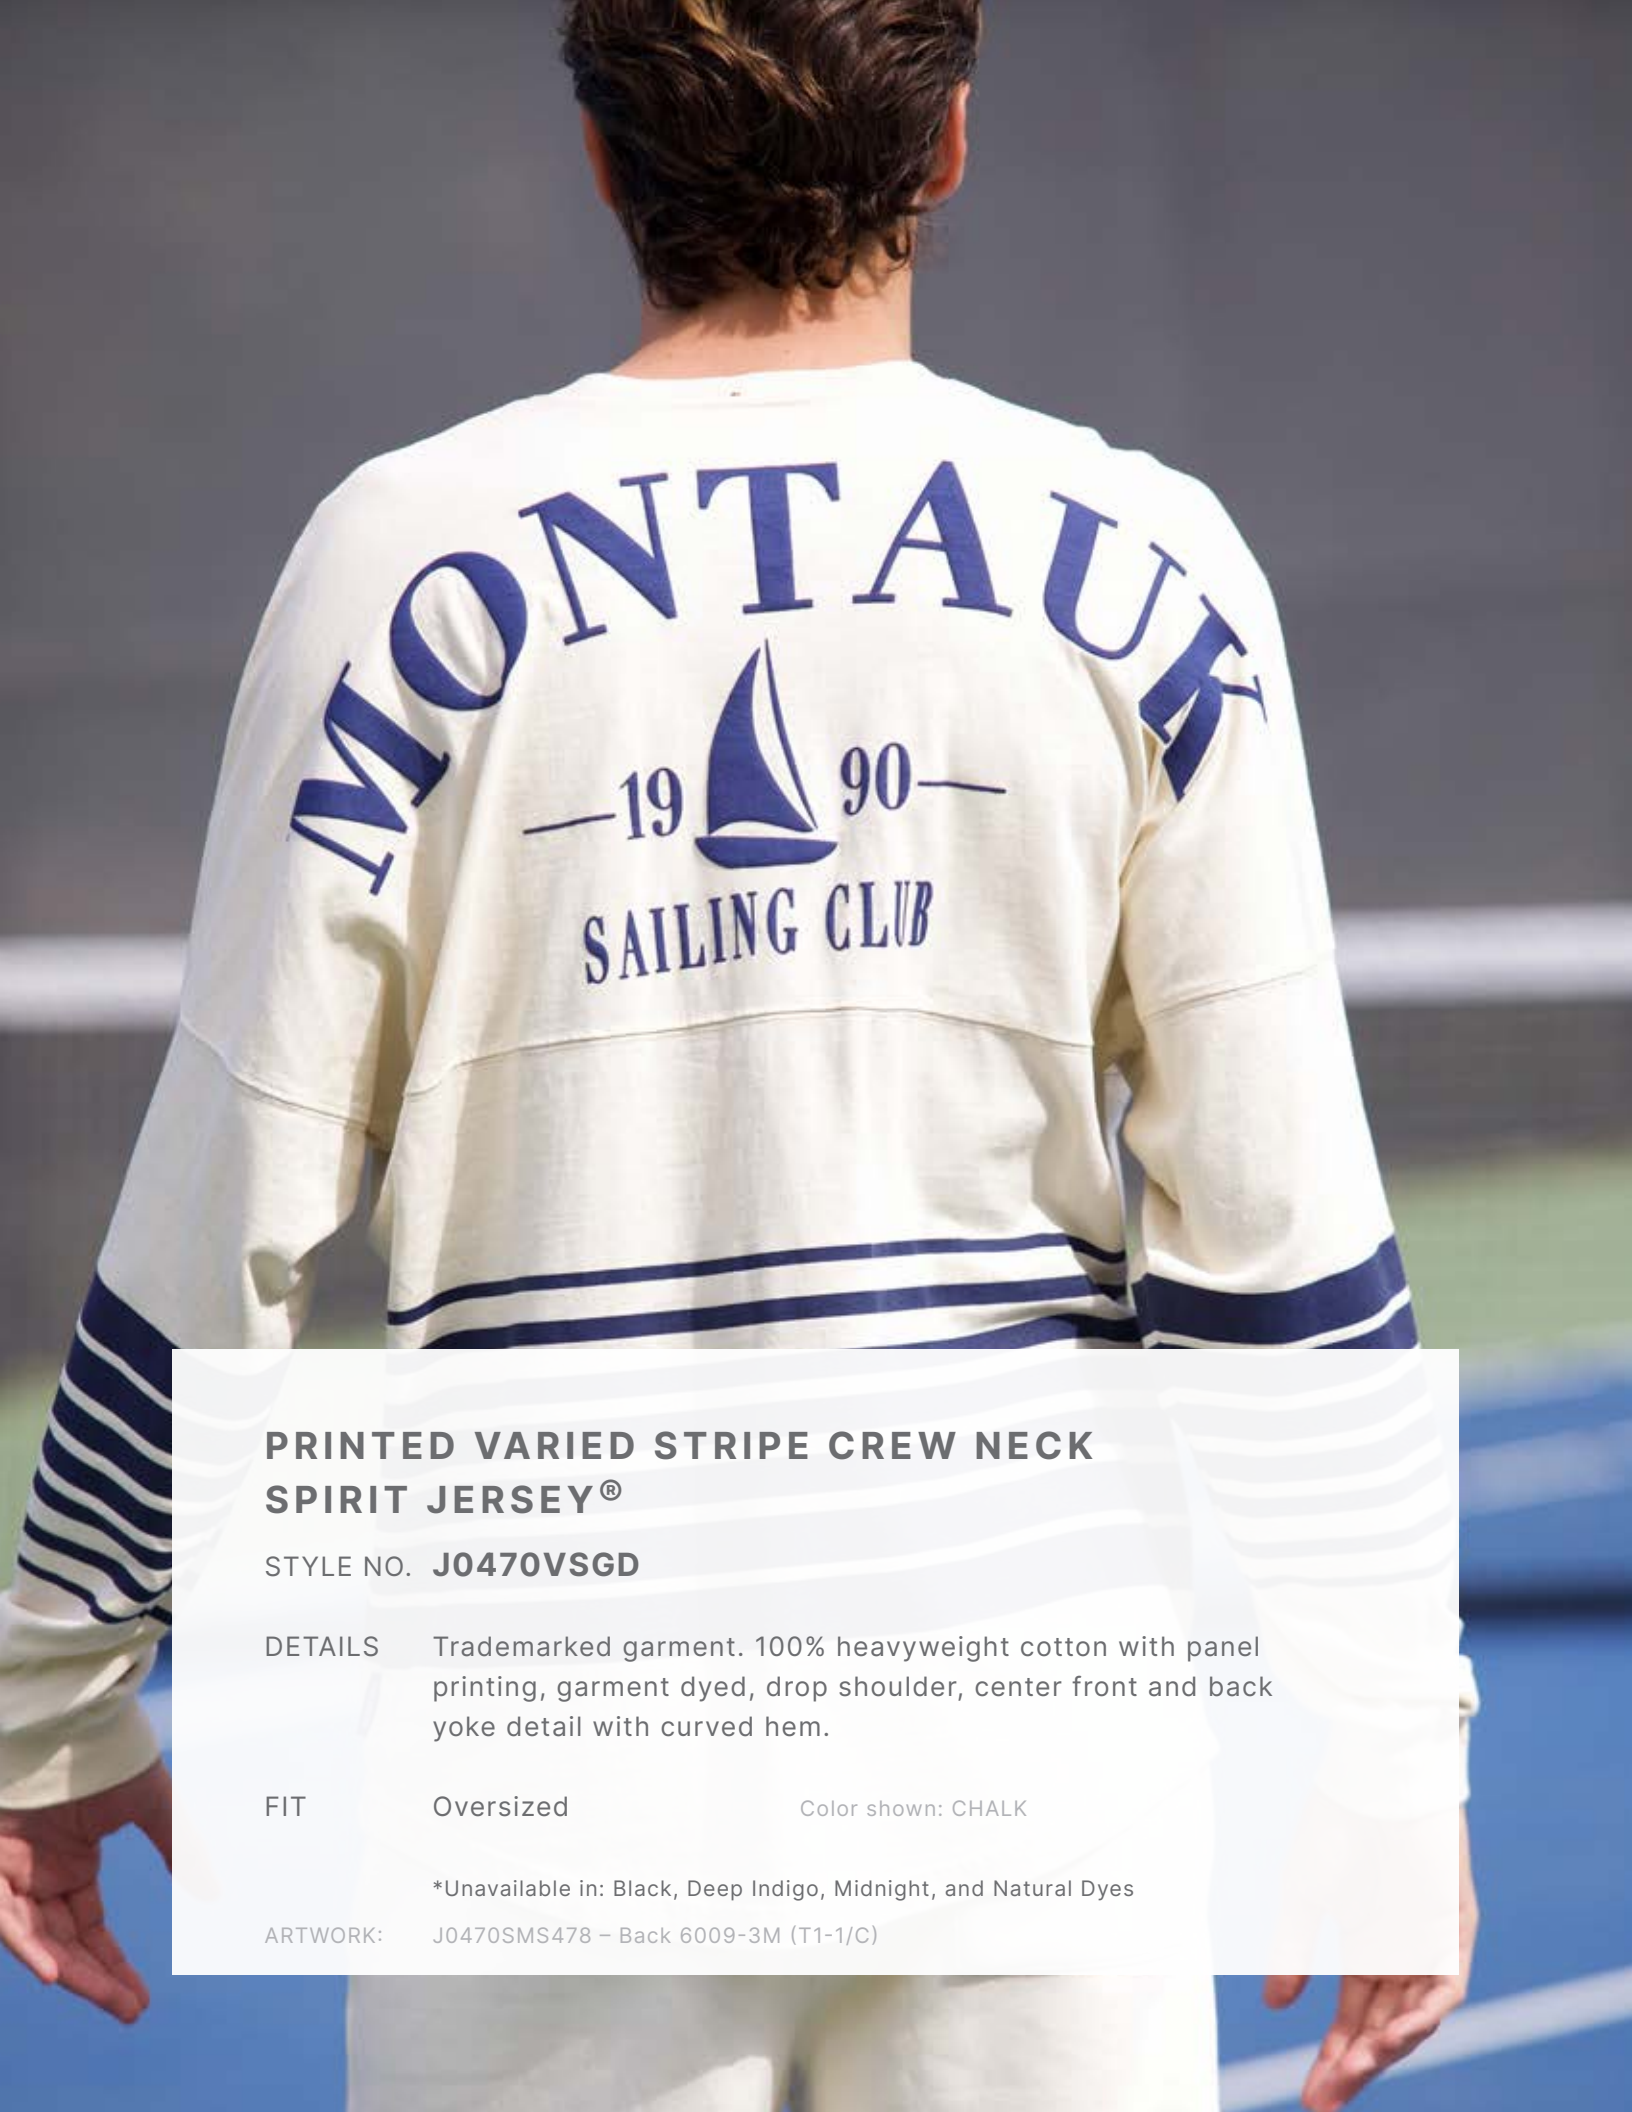 MONTAUK
19 90
SAILING CLUB
PRINTED VARIED STRIPE CREW NECK
SPIRIT JERSEY®
STYLE NO. J0470VSGD
DETAILS Trademarked garment. 100% heavyweight cotton with panel
printing, garment dyed, drop shoulder, center front and back
yoke detail with curved hem.
FIT Oversized Color shown: CHALK
*Unavailable in: Black, Deep Indigo, Midnight, and Natural Dyes
ARTWORK: J0470SMS478 – Back 6009-3M (T1-1/C)